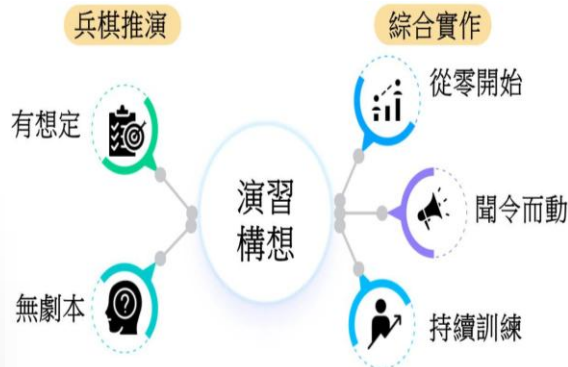 兵棋推演
綜合實作
有想定
無劇本
演習
構想
從零開始
聞令而動
持續訓練